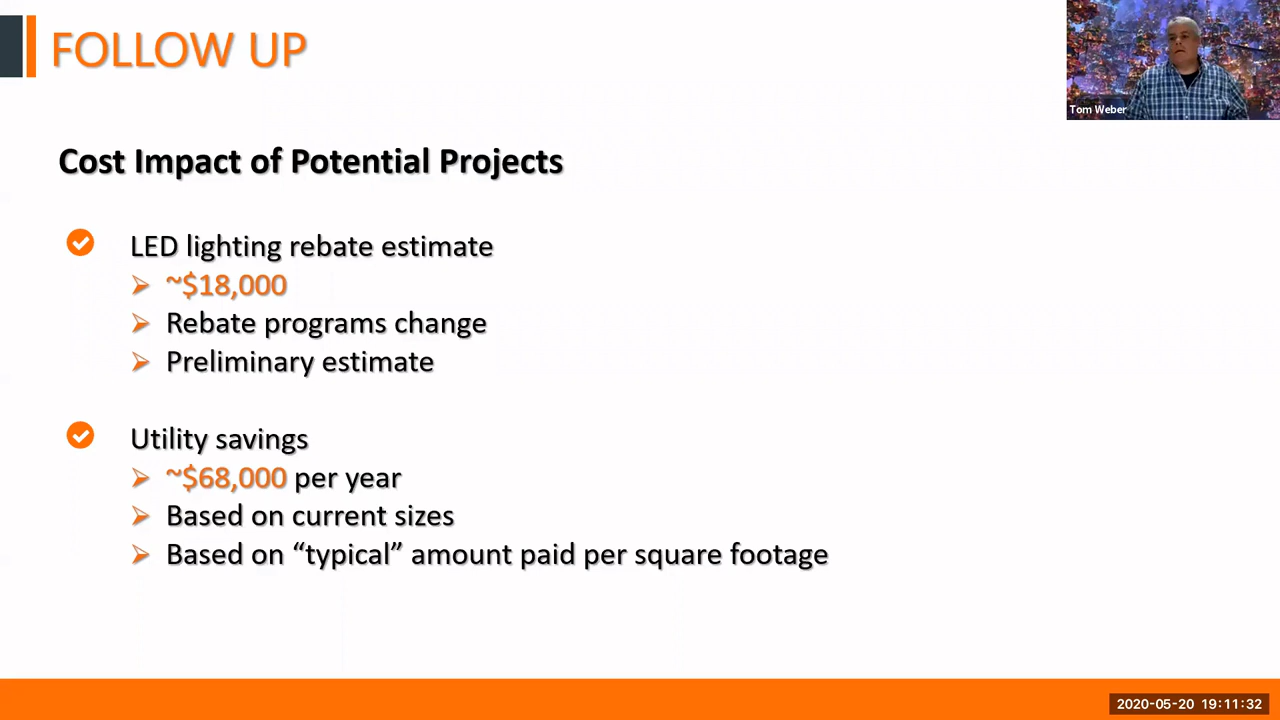 FOLLOW UP
Tom Weber
Cost Impact of Potential Projects
LED lighting rebate estimate
~$18,000
Rebate programs change
Preliminary estimate
Utility savings
~$68,000 per year
Based on current sizes
Based on “typical” amount paid per square footage
2020-05-20 19:11:32